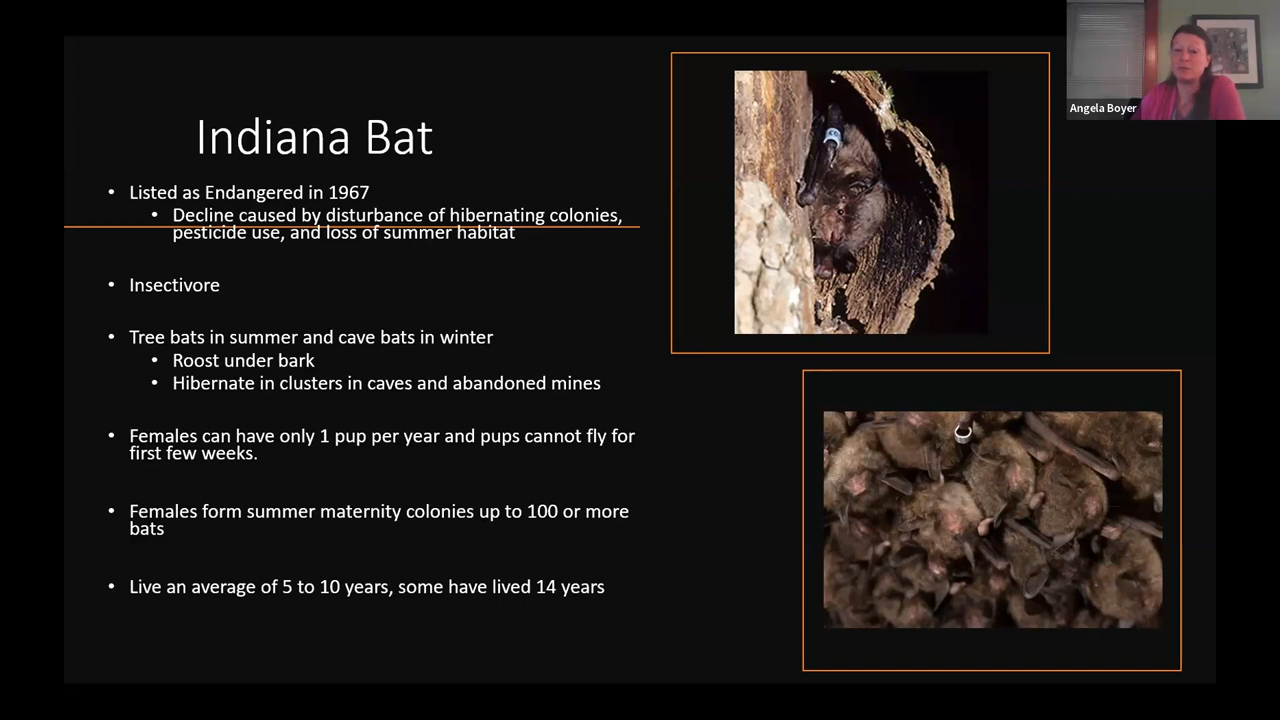 Angela Boyer
Indiana Bat
• Listed as Endangered in 1967
• Decline caused by disturbance of hibernating colonies,
pesticide use, and loss of summer habitat
• Insectivore
• Tree bats in summer and cave bats in winter
• Roost under bark
• Hibernate in clusters in caves and abandoned mines
• Females can have only 1 pup per year and pups cannot fly for
first few weeks.
• Females form summer maternity colonies up to 100 or more
bats
• Live an average of 5 to 10 years, some have lived 14 years